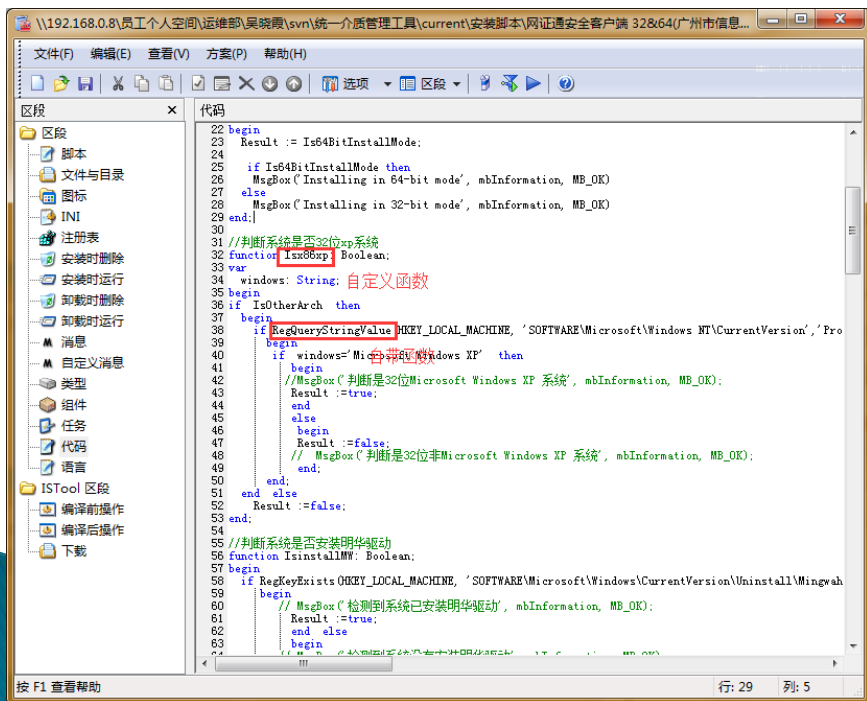 \\192.168.0.8\员工个人空间\运维部\吴晓霞\svn\统一介质管理工具\current\安装脚本\网证通安全客户端 32&64(广州市信息...
文件(F) 编辑(E) 查看(V) 方案(P) 帮助(H)
选项 区段
区段 ×
区段
脚本
文件与目录
图标
INI
注册表
安装时删除
安装时运行
卸载时删除
卸载时运行
消息
自定义消息
类型
组件
任务
代码
语言
ISTool 区段
编译前操作
编译后操作
下载
代码
22 begin
23 Result := Is64BitInstallMode;
24
25 if Is64BitInstallMode then
26 MsgBox('Installing in 64-bit mode', mbInformation, MB_OK)
27 else
28 MsgBox('Installing in 32-bit mode', mbInformation, MB_OK)
29 end;
30
31 //判断系统是否32位xp系统
32 function Isx86xp: Boolean;
33 var
34 windows: String; 自定义函数
35 begin
36 if IsOtherArch then
37 begin
38 if RegQueryStringValue(HKEY_LOCAL_MACHINE, 'SOFTWARE\Microsoft\Windows NT\CurrentVersion','Pro
39 begin
自带函数
40 if windows='Microsoft Windows XP' then
41 begin
42 //MsgBox('判断是32位Microsoft Windows XP 系统', mbInformation, MB_OK);
43 Result :=true;
44 end
45 else
46 begin
47 Result :=false;
48 // MsgBox('判断是32位非Microsoft Windows XP 系统', mbInformation, MB_OK);
49 end;
50 end;
51 end else
52 Result :=false;
53 end;
54
55 //判断系统是否安装明华驱动
56 function IsinstallMW: Boolean;
57 begin
58 if RegKeyExists(HKEY_LOCAL_MACHINE, 'SOFTWARE\Microsoft\Windows\CurrentVersion\Uninstall\Mingwah
59 begin
60 // MsgBox('检测到系统已安装明华驱动', mbInformation, MB_OK);
61 Result :=true;
62 end else
63 begin
按 F1 查看帮助
行: 29 列: 5